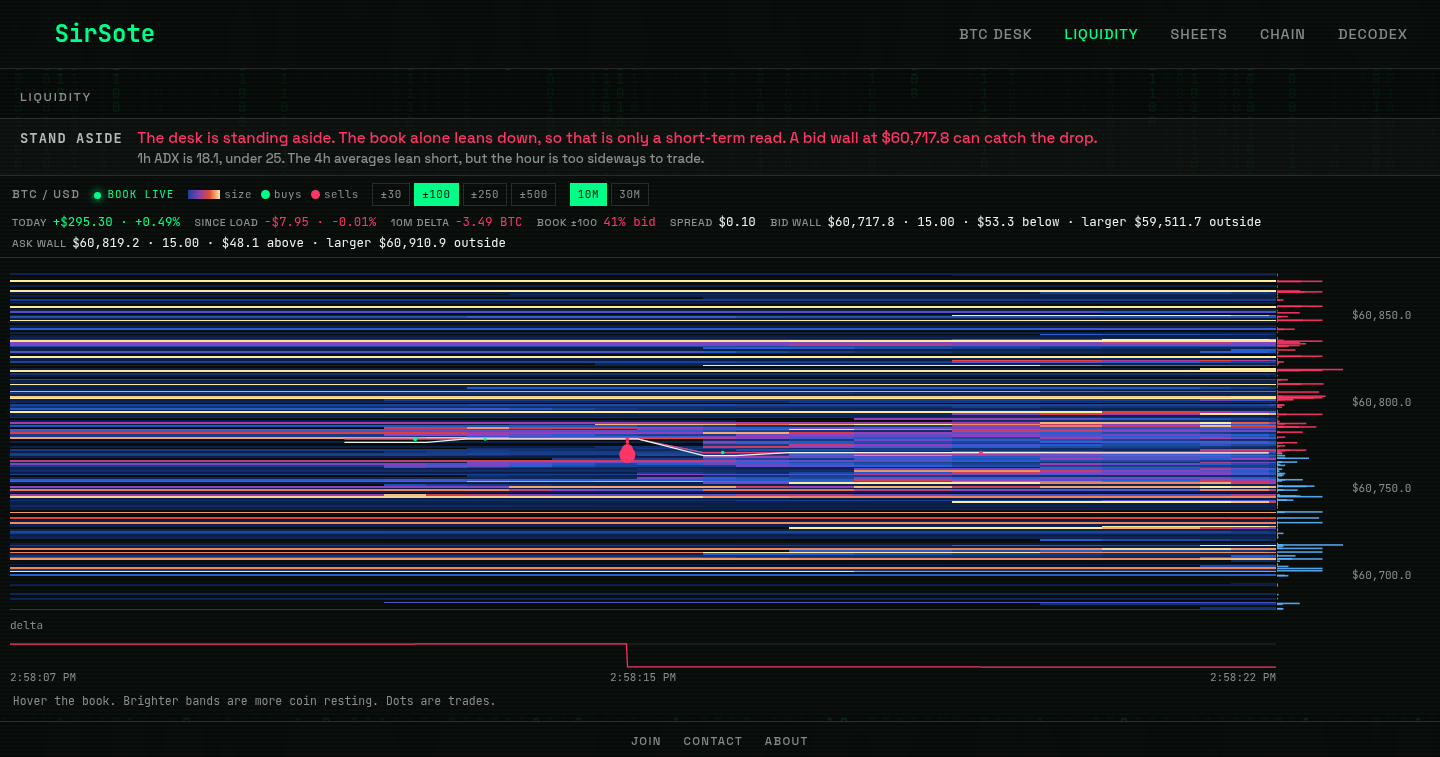 SirSote
BTC DESK LIQUIDITY SHEETS CHAIN DECODEX
LIQUIDITY
STAND ASIDE The desk is standing aside. The book alone leans down, so that is only a short-term read. A bid wall at $60,717.8 can catch the drop.
1h ADX is 18.1, under 25. The 4h averages lean short, but the hour is too sideways to trade.
BTC / USD BOOK LIVE size buys sells ±30 ±100 ±250 ±500 10M 30M
TODAY +$295.30 · +0.49% SINCE LOAD -$7.95 · -0.01% 10M DELTA -3.49 BTC BOOK ±100 41% bid SPREAD $0.10 BID WALL $60,717.8 · 15.00 · $53.3 below · larger $59,511.7 outside
ASK WALL $60,819.2 · 15.00 · $48.1 above · larger $60,910.9 outside
$60,850.0
$60,800.0
$60,750.0
$60,700.0
delta
2:58:07 PM 2:58:15 PM 2:58:22 PM
Hover the book. Brighter bands are more coin resting. Dots are trades.
JOIN CONTACT ABOUT